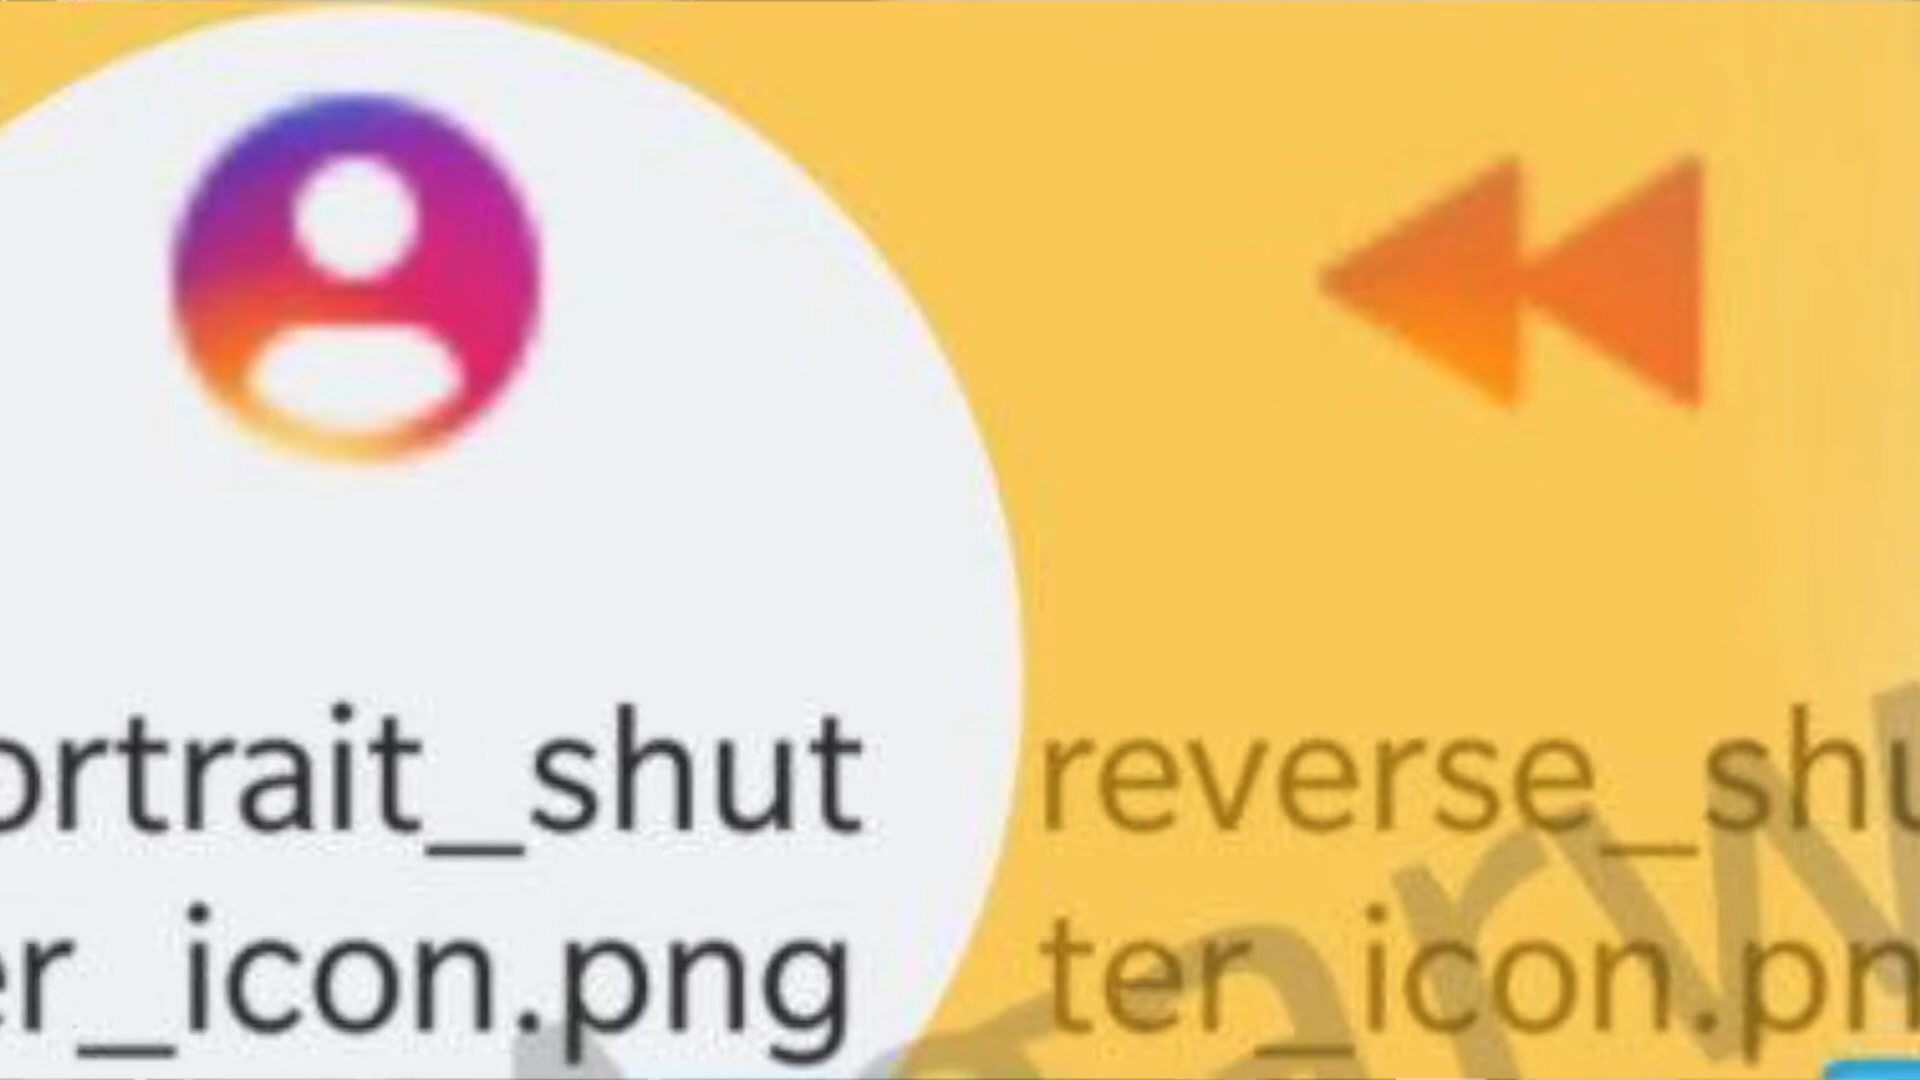 ortrait_shut
er_icon.png
reverse_shu
ter_icon.pn